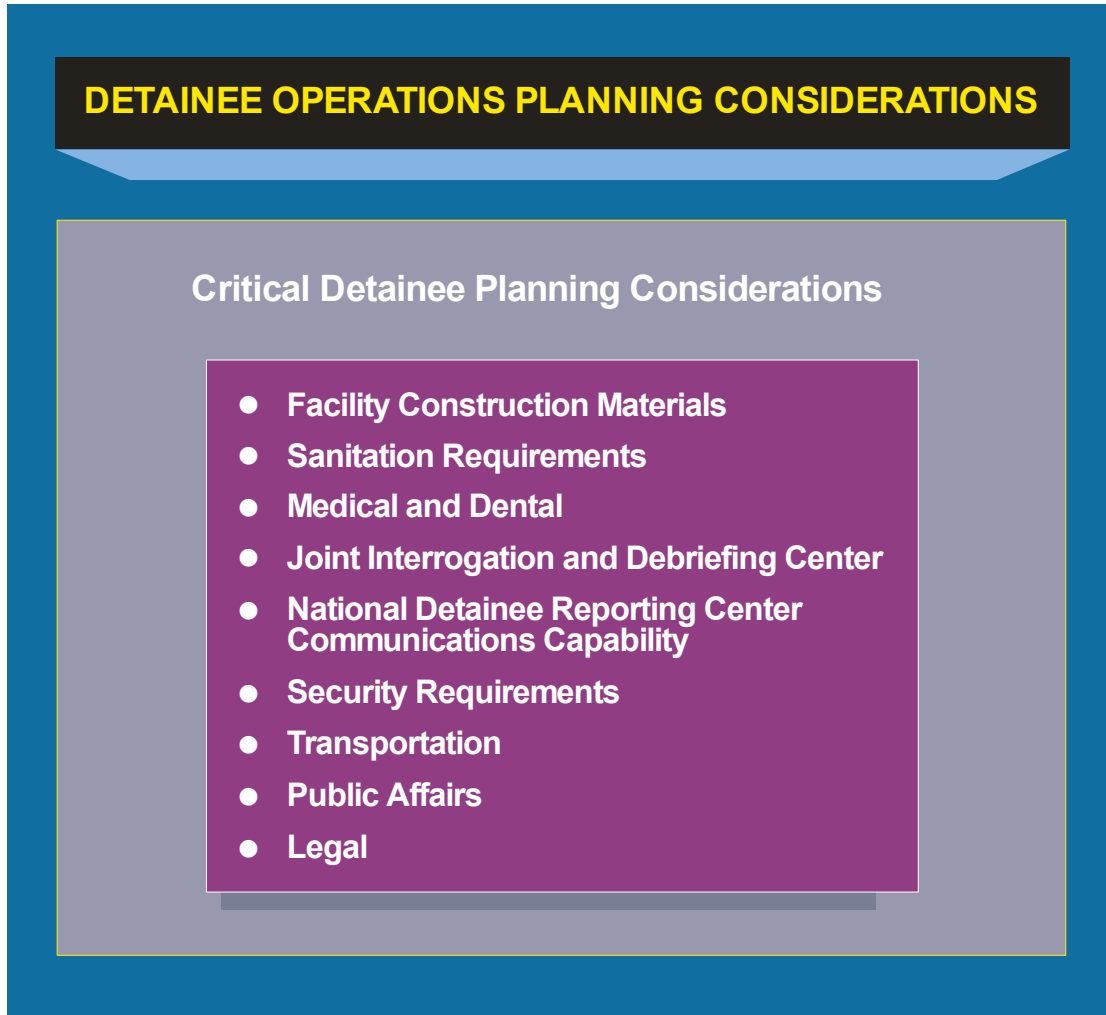 DETAINEE OPERATIONS PLANNING CONSIDERATIONS
Critical Detainee Planning Considerations
● Facility Construction Materials
● Sanitation Requirements
● Medical and Dental
● Joint Interrogation and Debriefing Center
● National Detainee Reporting Center
Communications Capability
● Security Requirements
● Transportation
● Public Affairs
● Legal